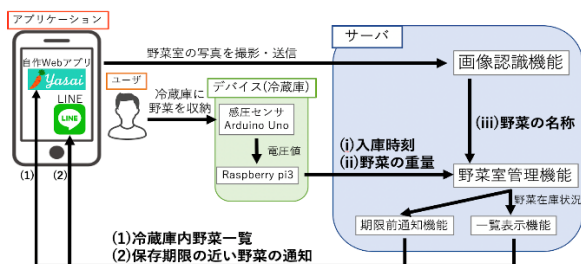 アプリケーション
自作Webアプリ
Yasai
LINE
LINE
(1)
(2)
野菜室の写真を撮影・送信
ユーザ
冷蔵庫に
野菜を収納
デバイス(冷蔵庫)
感圧センサ
Arduino Uno
電圧値
Raspberry pi3
サーバ
画像認識機能
(iii)野菜の名称
(i)入庫時刻
(ii)野菜の重量
野菜室管理機能
野菜在庫状況
期限前通知機能
一覧表示機能
(1)冷蔵庫内野菜一覧
(2)保存期限の近い野菜の通知